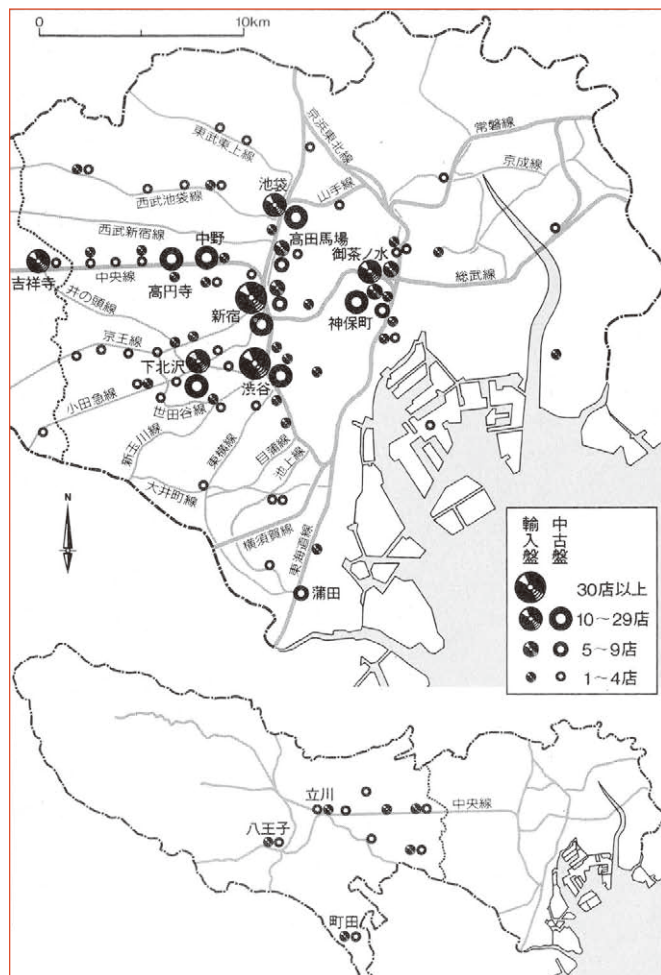 0 10km
東武東上線
京浜東北線
常磐線
京成線
西武池袋線
池袋
山手線
西武新宿線
中野
高田馬場
御茶ノ水
総武線
吉祥寺
中央線
高円寺
井の頭線
新宿
神保町
京王線
下北沢
渋谷
小田急線
世田谷線
新玉川線
東横線
目蒲線
池上線
大井町線
横須賀線
東海道線
蒲田
N
輸入盤
中古盤
30店以上
10~29店
5~9店
1~4店
立川
中央線
八王子
町田